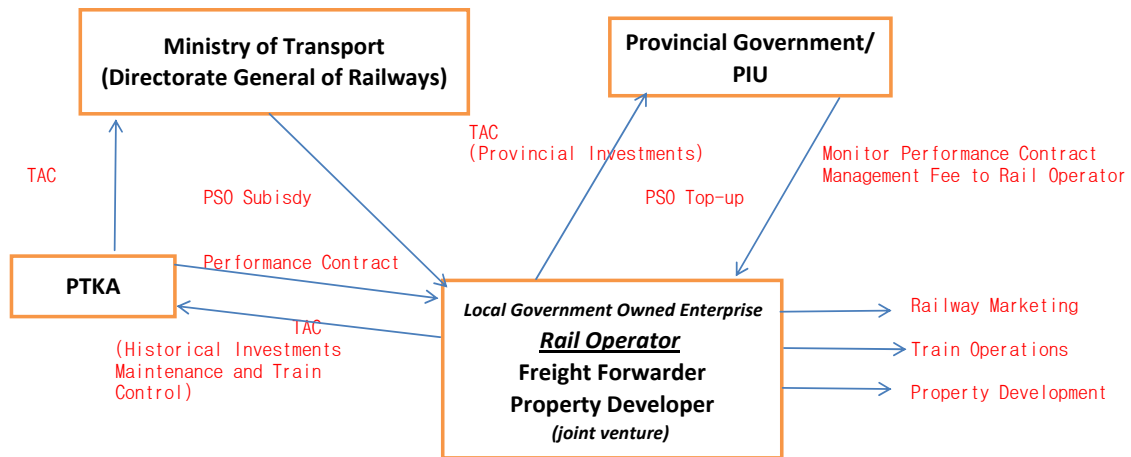 Ministry of Transport
(Directorate General of Railways)
Provincial Government/
PIU
TAC
(Provincial Investments)
Monitor Performance Contract
Management Fee to Rail Operator
TAC
PSO Subisdy
PSO Top-up
Performance Contract
PTKA
TAC
(Historical Investments
Maintenance and Train
Control)
Local Government Owned Enterprise
Rail Operator
Freight Forwarder
Property Developer
(joint venture)
Railway Marketing
Train Operations
Property Development